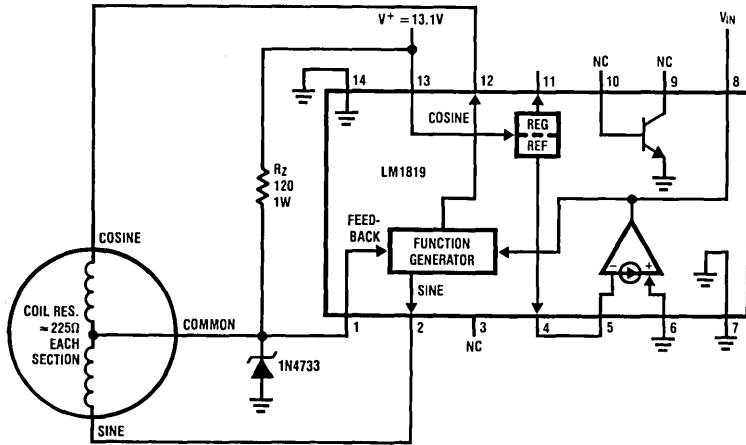 V+ = 13.1V
VIN
NC
NC
14
13
12
11
10
9
8
COSINE
REG
REF
LM1819
RZ
120
1W
FEED-
BACK
FUNCTION
GENERATOR
COSINE
SINE
COIL RES.
≈ 225Ω
EACH
SECTION
COMMON
- +
1
2
3
4
5
6
7
NC
1N4733
SINE